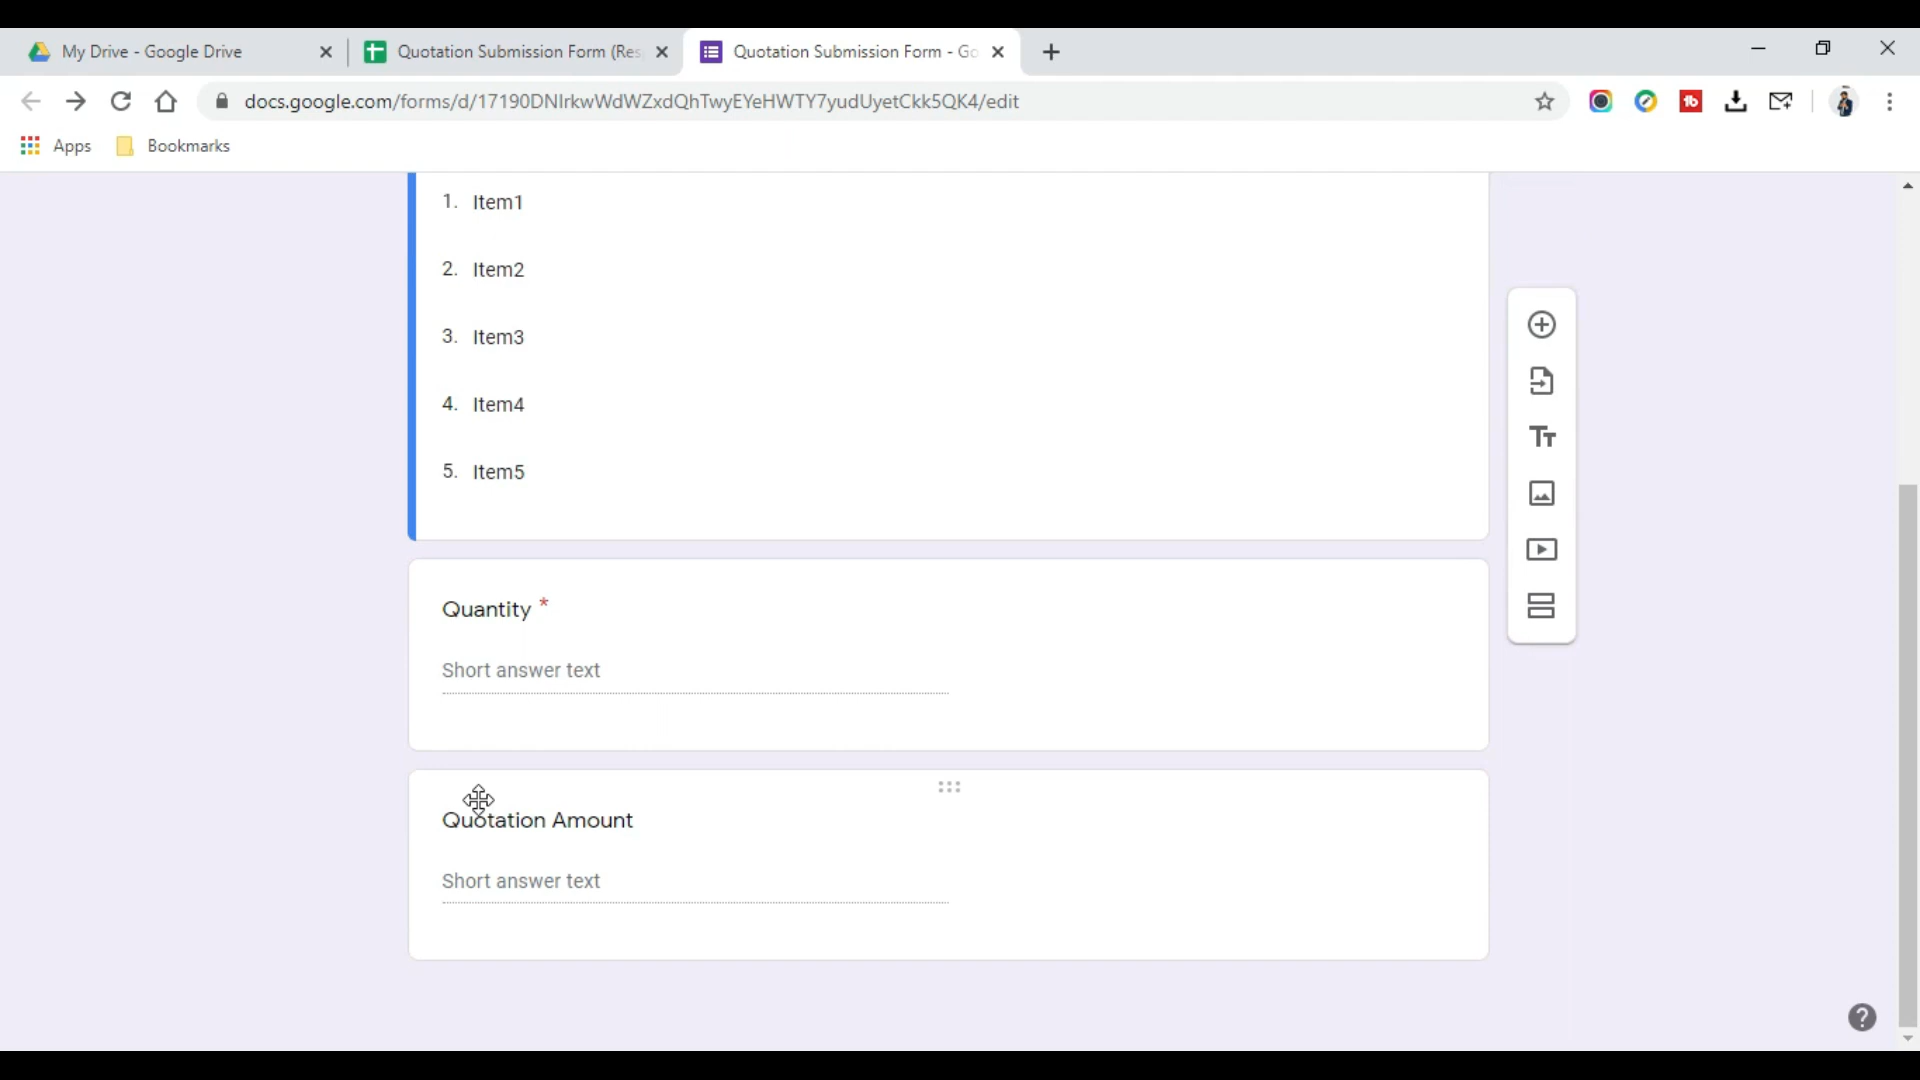 My Drive - Google Drive
Quotation Submission Form (Res
Quotation Submission Form - Go
docs.google.com/forms/d/17190DNIrkwWdWZxdQhTwyEYeHWTY7yudUyetCkk5QK4/edit
Apps
Bookmarks
1. Item1
2. Item2
3. Item3
4. Item4
5. Item5
Quantity *
Short answer text
Quotation Amount
Short answer text